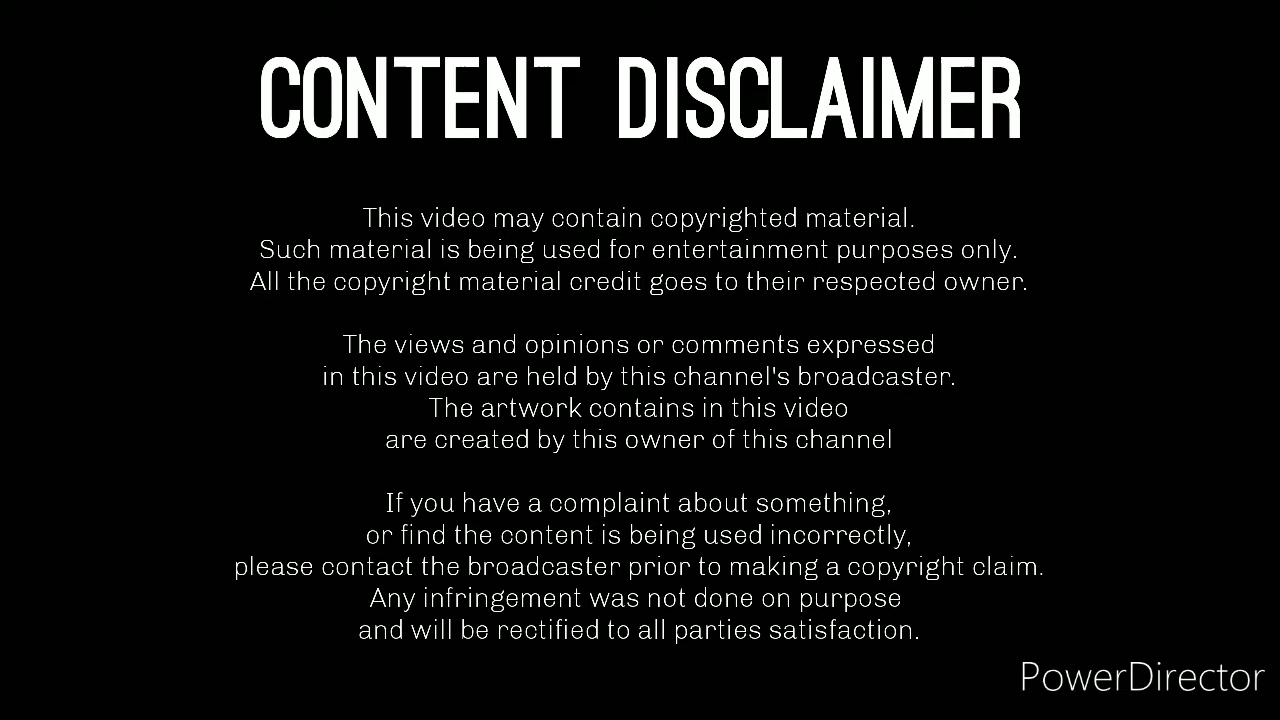 CONTENT DISCLAIMER
This video may contain copyrighted material.
Such material is being used for entertainment purposes only.
All the copyright material credit goes to their respected owner.
The views and opinions or comments expressed
in this video are held by this channel's broadcaster.
The artwork contains in this video
are created by this owner of this channel
If you have a complaint about something,
or find the content is being used incorrectly,
please contact the broadcaster prior to making a copyright claim.
Any infringement was not done on purpose
and will be rectified to all parties satisfaction.
PowerDirector